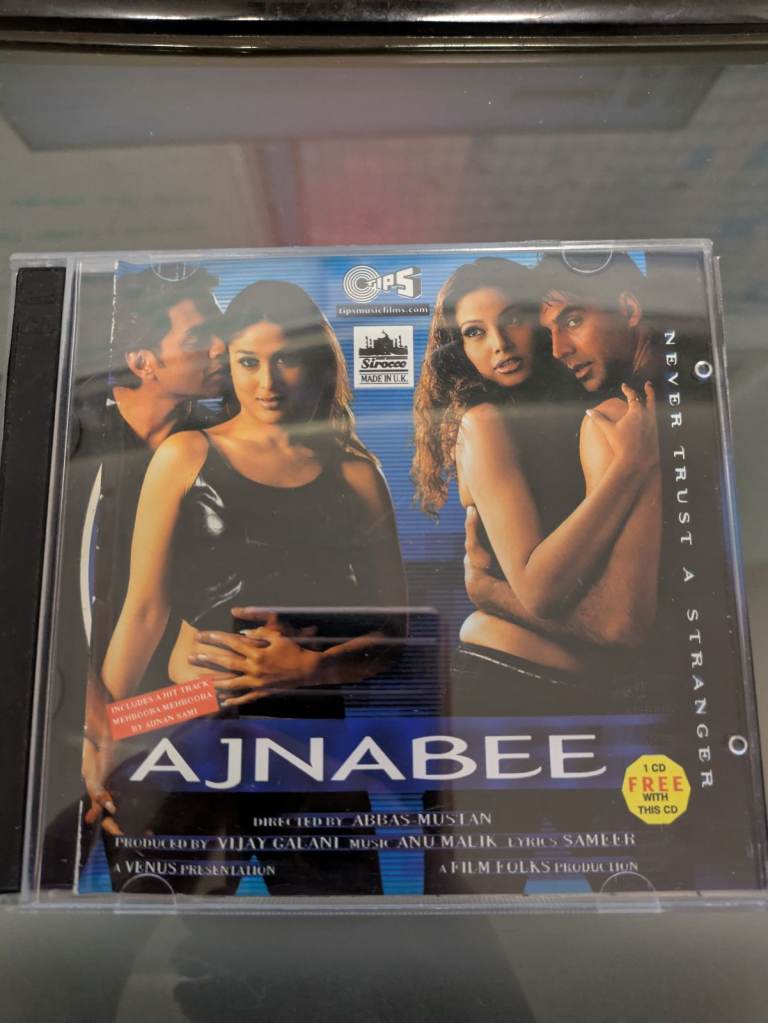 TIPS
tipsmusicfilms.com
Sirocco
MADE IN U.K.
NEVER TRUST A STRANGER
INCLUDES A HIT TRACK
MEHBOOBA MEHBOOBA
BY ADNAN SAMI
AJNABEE
1 CD
FREE
WITH
THIS CD
DIRECTED BY ABBAS-MUSTAN
PRODUCED BY VIJAY GALANI MUSIC ANU MALIK LYRICS SAMEER
A VENUS PRESENTATION A FILM FOLKS PRODUCTION